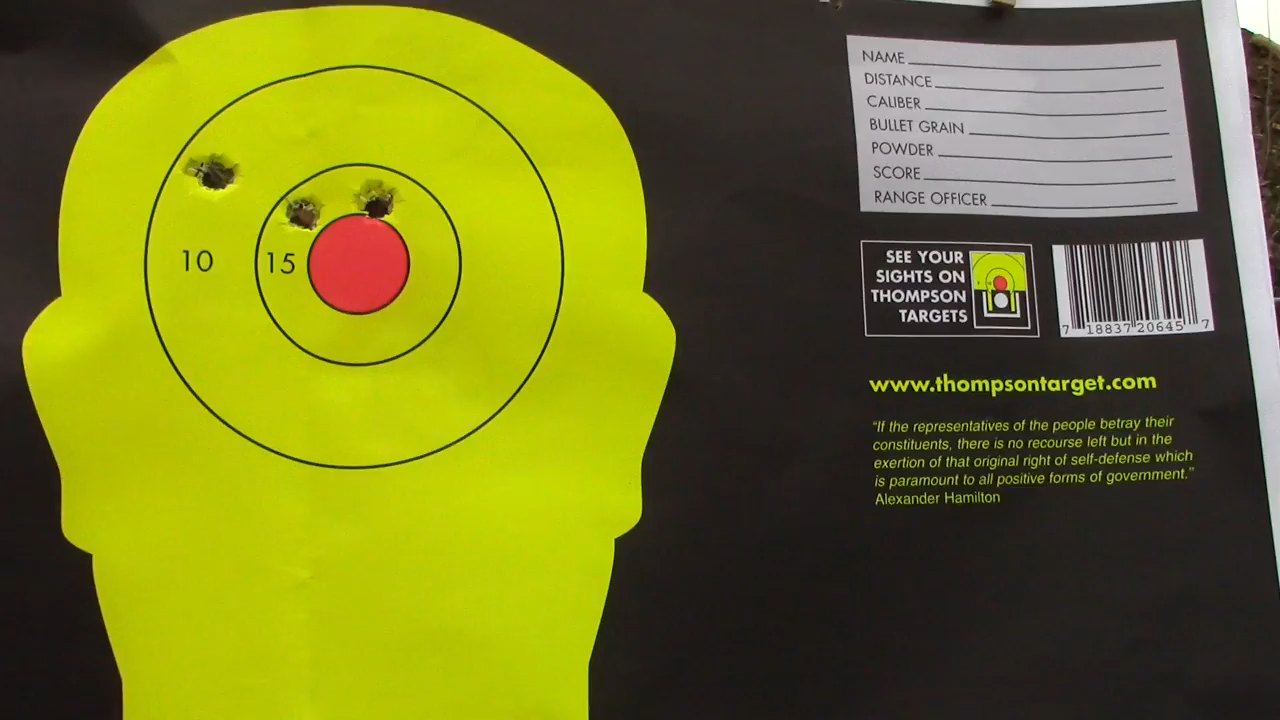 10
15
NAME
DISTANCE
CALIBER
BULLET GRAIN
POWDER
SCORE
RANGE OFFICER
SEE YOUR
SIGHTS ON
THOMPSON
TARGETS
7 18837 20645 7
www.thompsontarget.com
“If the representatives of the people betray their
constituents, there is no recourse left but in the
exertion of that original right of self-defense which
is paramount to all positive forms of government.”
Alexander Hamilton